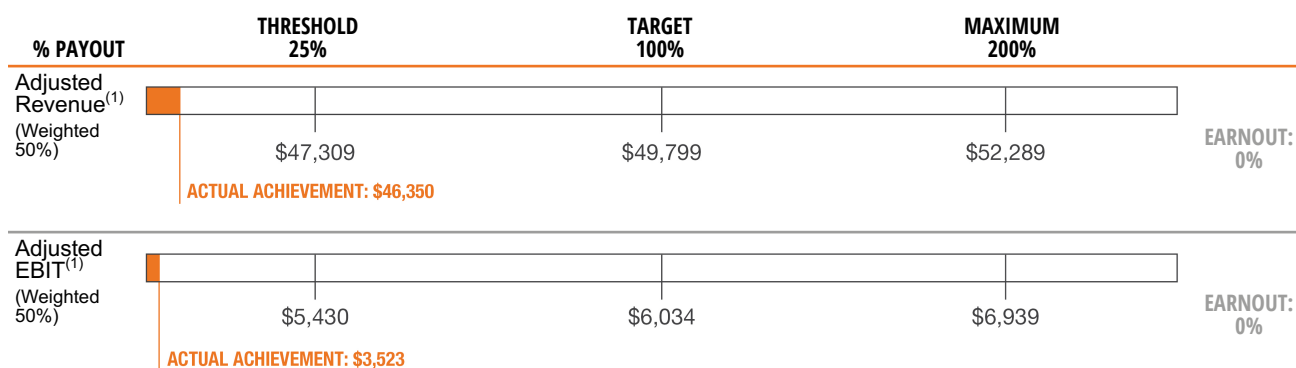 % PAYOUT
THRESHOLD
25%
TARGET
100%
MAXIMUM
200%
Adjusted
Revenue(1)
(Weighted
50%)
$47,309
$49,799
$52,289
EARNOUT:
0%
ACTUAL ACHIEVEMENT: $46,350
Adjusted
EBIT(1)
(Weighted
50%)
$5,430
$6,034
$6,939
EARNOUT:
0%
ACTUAL ACHIEVEMENT: $3,523